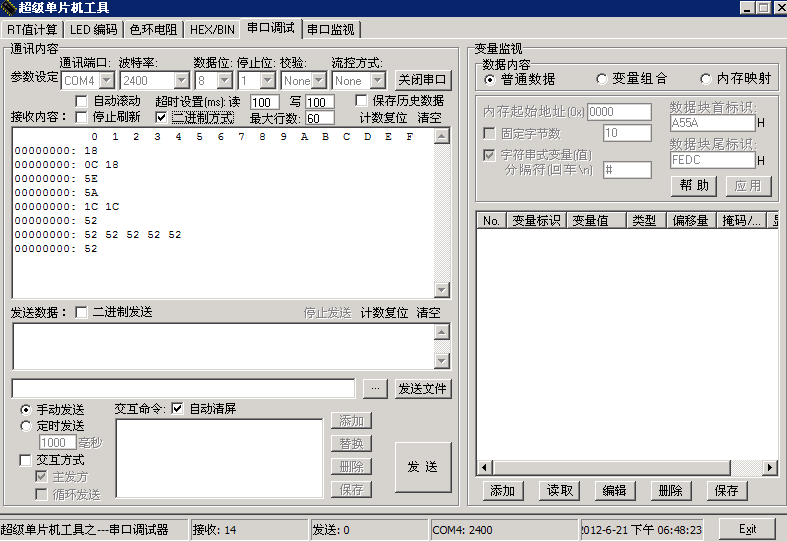 超级单片机工具
RT值计算 LED 编码 色环电阻 HEX/BIN 串口调试 串口监视
通讯内容
通讯端口: 波特率: 数据位: 停止位: 校验: 流控方式:
参数设定 COM4 2400 8 1 None None 关闭串口
自动滚动 超时设置(ms): 读 100 写 100 保存历史数据
接收内容: 停止刷新 二进制方式 最大行数: 60 计数复位 清空
0 1 2 3 4 5 6 7 8 9 A B C D E F
00000000: 18
00000000: 0C 18
00000000: 5E
00000000: 5A
00000000: 1C 1C
00000000: 52
00000000: 52 52 52 52 52
00000000: 52
发送数据: 二进制发送 停止发送 计数复位 清空
... 发送文件
手动发送 交互命令: 自动清屏
定时发送 添加
1000 毫秒 替换
交互方式 删除
主发方
循环发送 保存
发 送
变量监视
数据内容
普通数据 变量组合 内存映射
内存起始地址(0x) 0000 数据块首标识:
A55A H
固定字节数 10
数据块尾标识:
字符串式变量(值) FEDC H
分隔符(回车\n) #
帮 助 应 用
No. 变量标识 变量值 类型 偏移量 掩码/...
添加 读取 编辑 删除 保存
超级单片机工具之---串口调试器 接收: 14 发送: 0 COM4: 2400 2012-6-21 下午 06:48:23 Exit